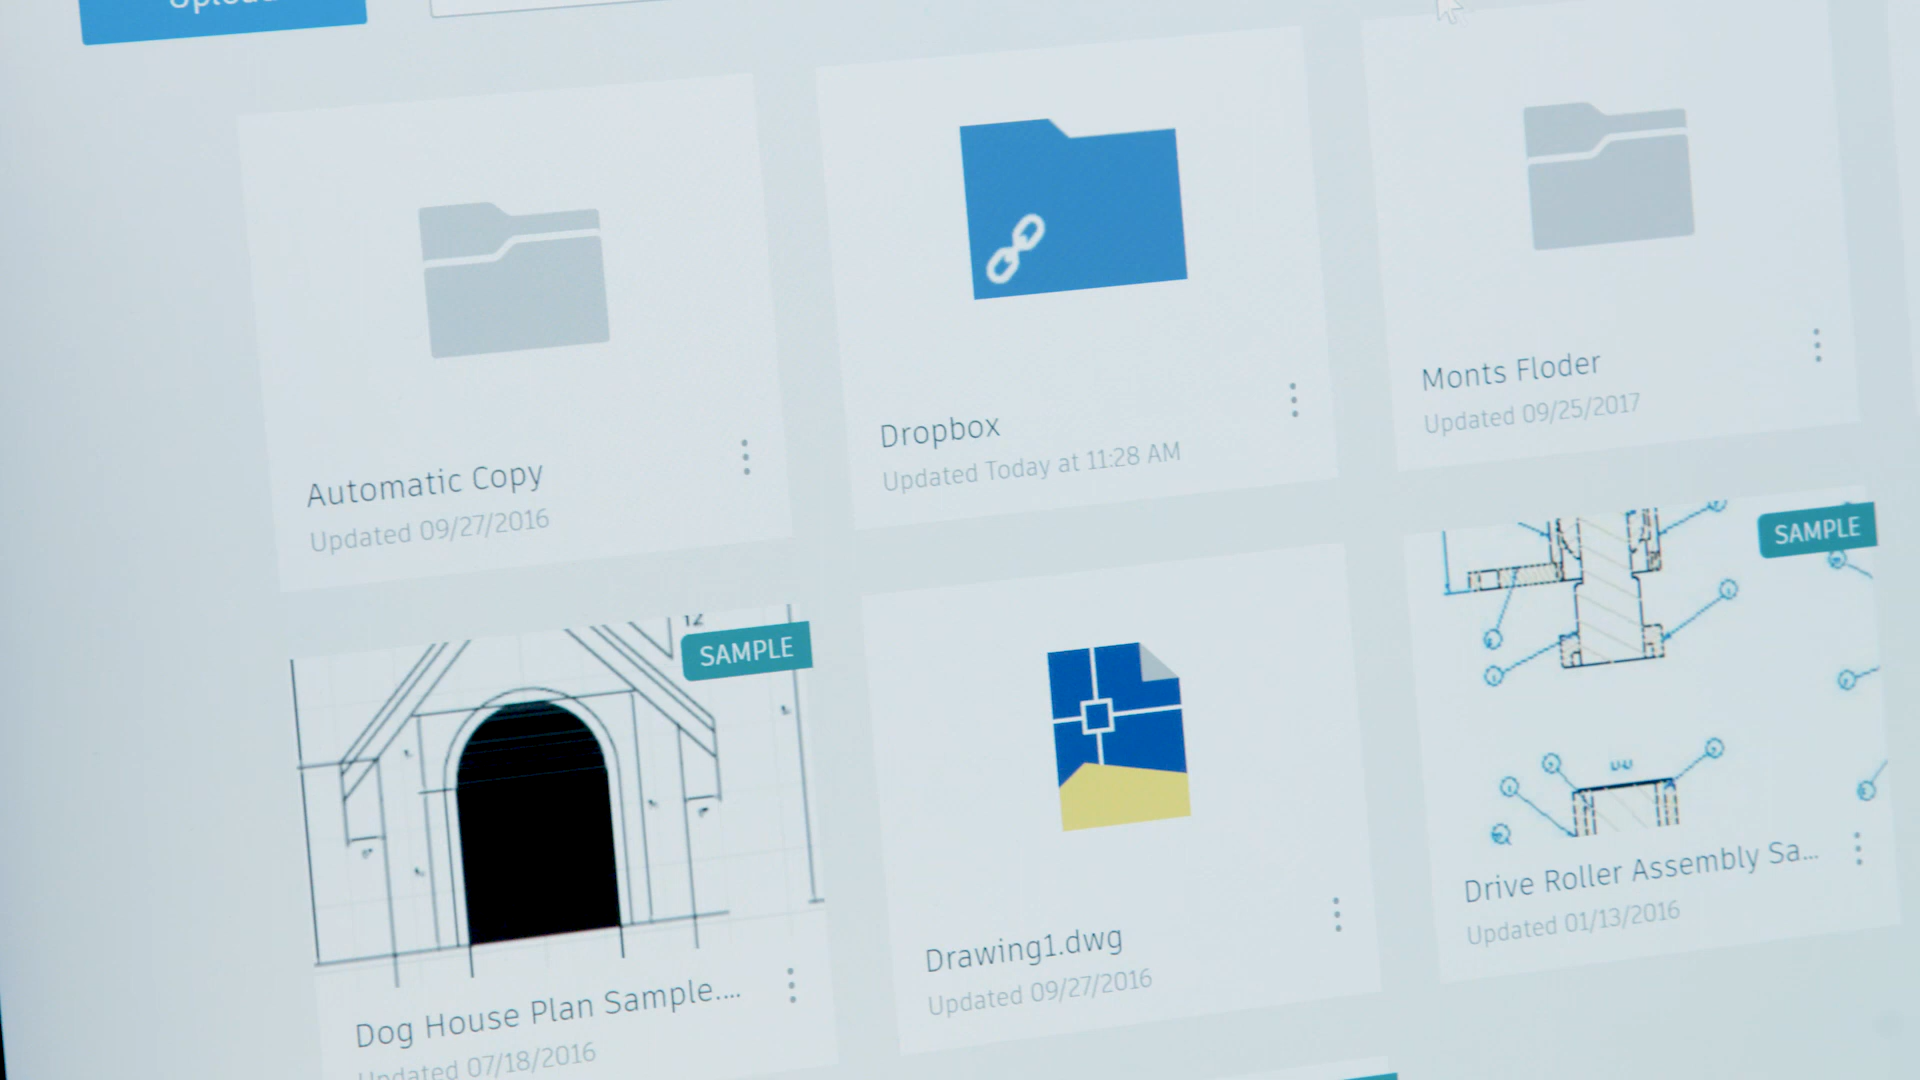 Upload
Automatic Copy
Updated 09/27/2016
Dropbox
Updated Today at 11:28 AM
Monts Floder
Updated 09/25/2017
12
SAMPLE
Dog House Plan Sample....
Updated 07/18/2016
Drawing1.dwg
Updated 09/27/2016
SAMPLE
Drive Roller Assembly Sa...
Updated 01/13/2016